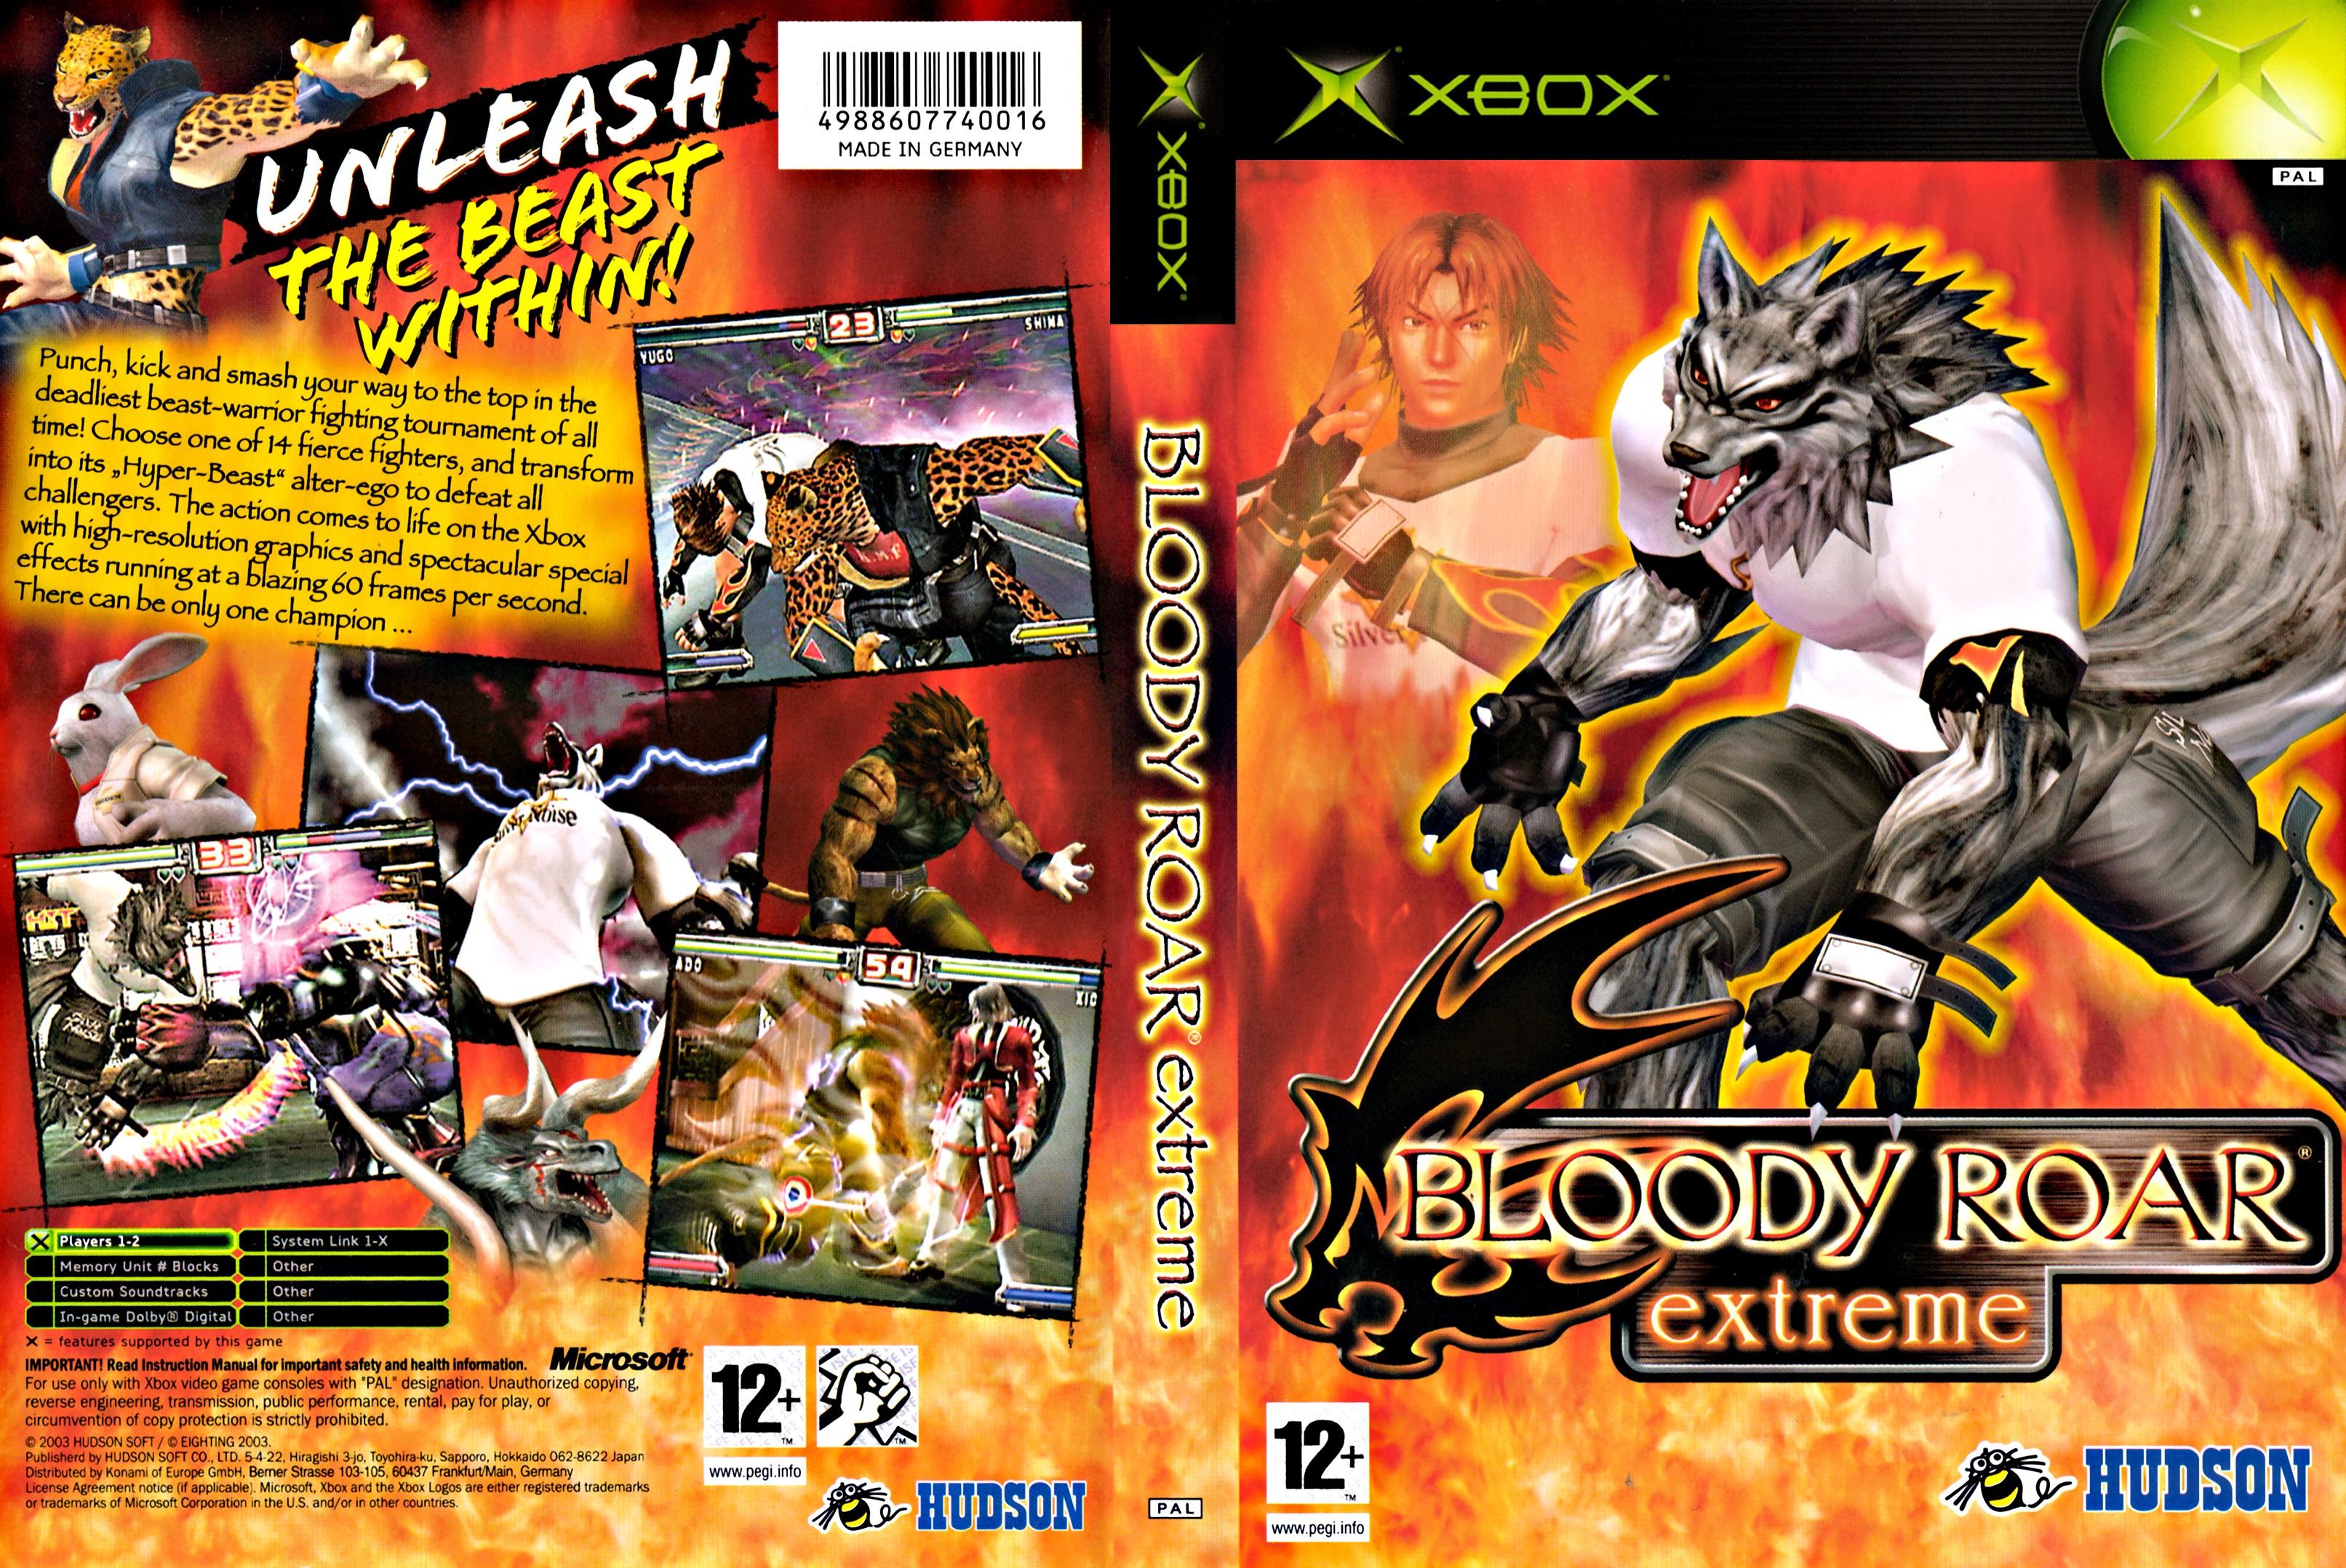 UNLEASH
THE BEAST
WITHIN!
4988607740016
MADE IN GERMANY
Punch, kick and smash your way to the top in the
deadliest beast-warrior fighting tournament of all
time! Choose one of 14 fierce fighters, and transform
into its „Hyper-Beast“ alter-ego to defeat all
challengers. The action comes to life on the Xbox
with high-resolution graphics and spectacular special
effects running at a blazing 60 frames per second.
There can be only one champion ...
23
YUGO
SHINA
33
HIT
Noise
54
ADO
XIO
Players 1-2
System Link 1-X
Memory Unit # Blocks
Other
Custom Soundtracks
Other
In-game Dolby® Digital
Other
X = features supported by this game
IMPORTANT! Read Instruction Manual for important safety and health information.
For use only with Xbox video game consoles with "PAL" designation. Unauthorized copying,
reverse engineering, transmission, public performance, rental, pay for play, or
circumvention of copy protection is strictly prohibited.
Microsoft®
© 2003 HUDSON SOFT / © EIGHTING 2003.
Publisherd by HUDSON SOFT CO., LTD. 5-4-22, Hiragishi 3-jo, Toyohira-ku, Sapporo, Hokkaido 062-8622 Japan
Distributed by Konami of Europe GmbH, Berner Strasse 103-105, 60437 Frankfurt/Main, Germany
License Agreement notice (if applicable). Microsoft, Xbox and the Xbox Logos are either registered trademarks
or trademarks of Microsoft Corporation in the U.S. and/or in other countries.
12+
TM
www.pegi.info
HUDSON
XBOX
BLOODY ROAR® extreme
PAL
XBOX
PAL
Silver
BLOODY ROAR®
extreme
12+
TM
www.pegi.info
HUDSON